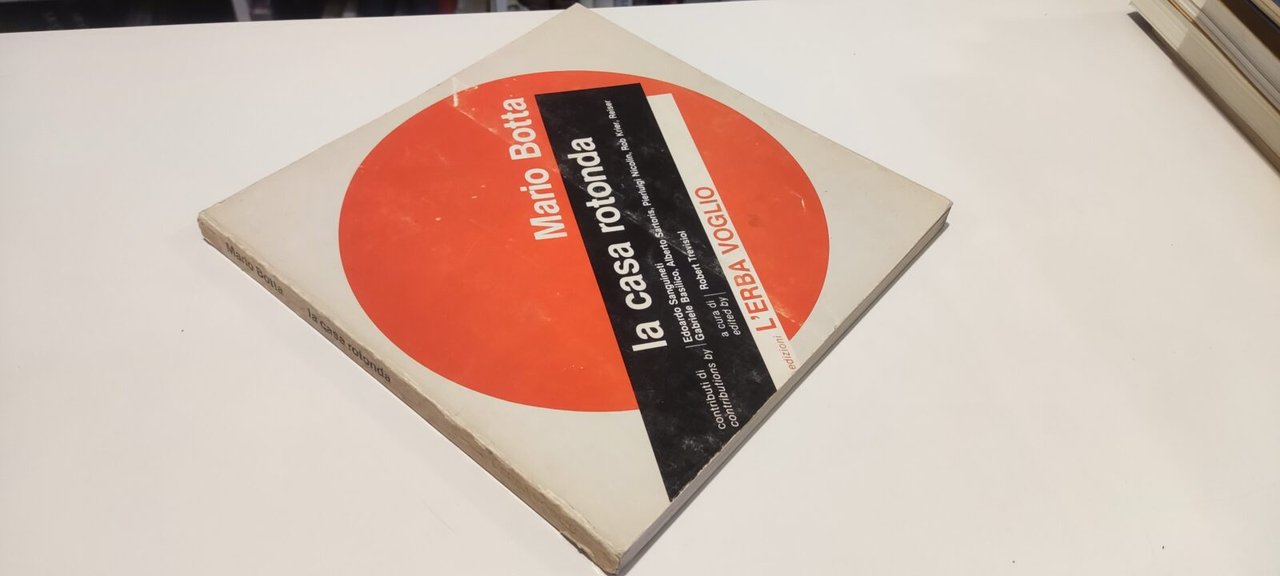 Mario Botta
la casa rotonda
contributi di
contributions by
Edoardo Sanguineti
Gabriele Basilico, Alberto Sartoris, Pierluigi Nicolin, Rob Krier, Reiser
a cura di
edited by
Robert Trevisiol
edizioni L'ERBA VOGLIO
Mario Botta la casa rotonda